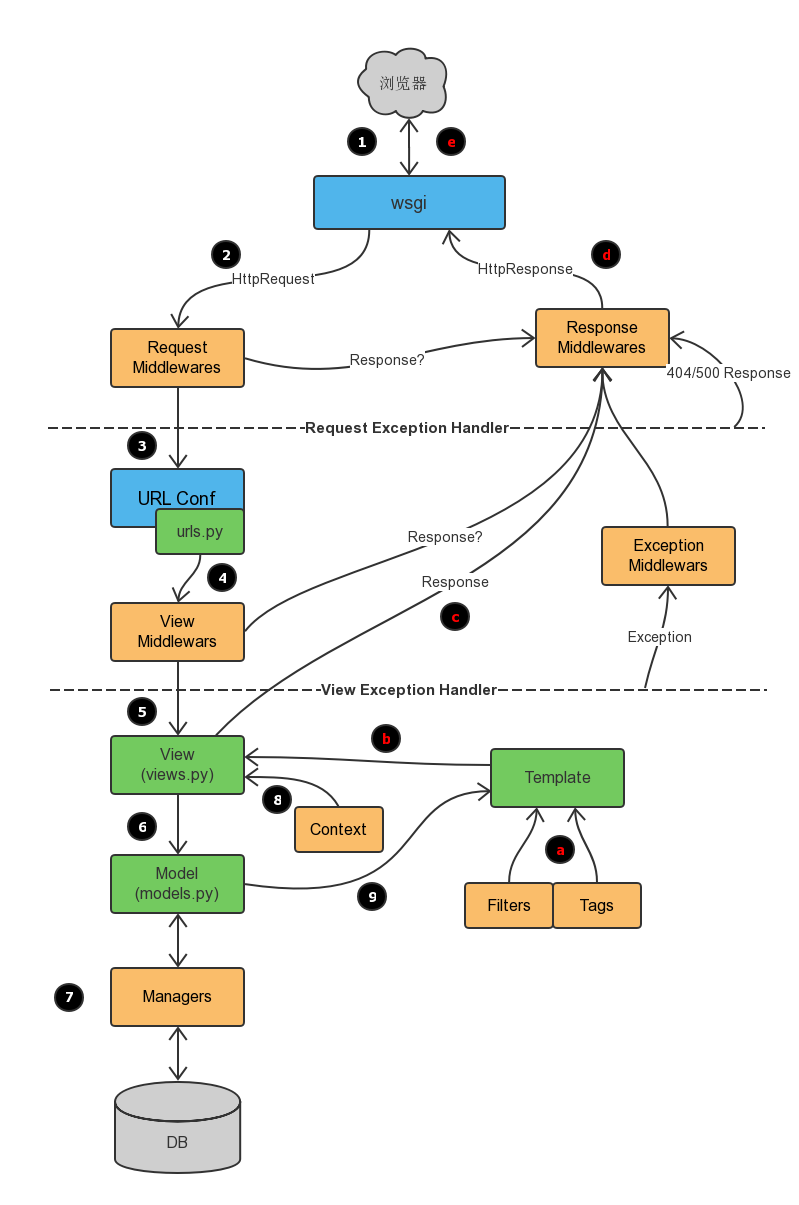 浏览器
1
e
wsgi
2
d
HttpRequest
HttpResponse
Request
Middlewares
Response
Middlewares
Response?
404/500 Response
Request Exception Handler
3
URL Conf
urls.py
Response?
Exception
Middlewars
4
Response
View
Middlewars
c
Exception
View Exception Handler
5
b
View
(views.py)
Template
8
Context
6
a
Model
(models.py)
9
Filters
Tags
7
Managers
DB